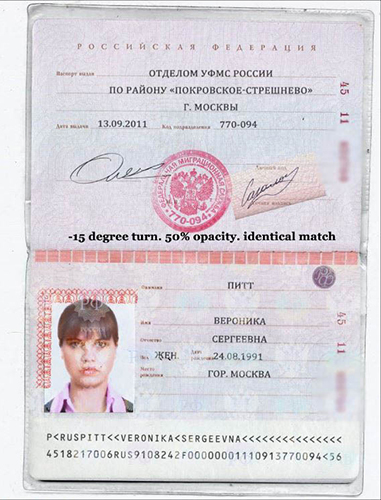 РОССИЙСКАЯ ФЕДЕРАЦИЯ
Паспорт выдан ОТДЕЛОМ УФМС РОССИИ
ПО РАЙОНУ «ПОКРОВСКОЕ-СТРЕШНЕВО»
Г. МОСКВЫ
Дата выдачи 13.09.2011 Код подразделения 770-094
45 11
770-094
Личный код
Личная подпись
-15 degree turn. 50% opacity. identical match
Фамилия ПИТТ
Имя ВЕРОНИКА
Отчество СЕРГЕЕВНА
Пол ЖЕН. Дата рождения 24.08.1991
Место рождения ГОР. МОСКВА
45 11
P<RUSPITT<<VERONIKA<SERGEEVNA<<<<<<<<<<<<<<<
4518217006RUS9108242F00000001110913770094<56